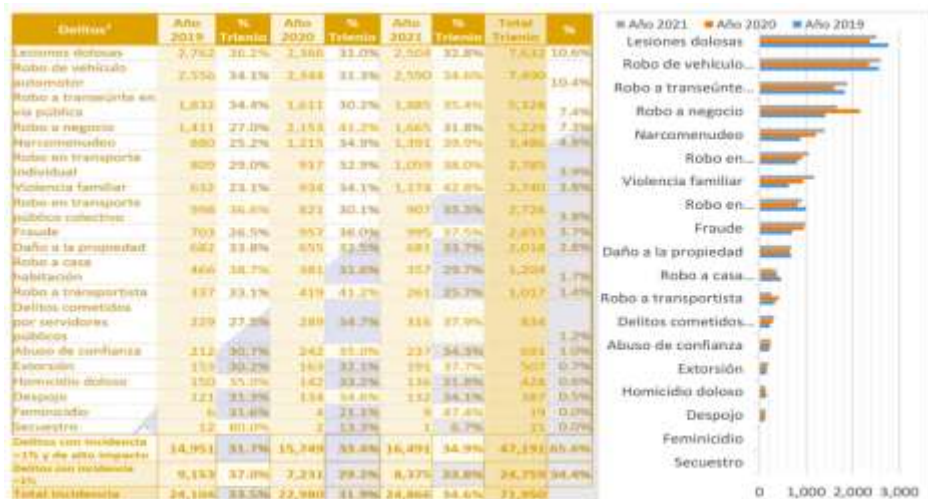 Delitos* Año 2019 % Trienio Año 2020 % Trienio Año 2021 % Trienio Total Trienio %
Lesiones dolosas 2,762 36.2% 2,366 31.0% 2,504 32.8% 7,632 10.6%
Robo de vehículo automotor 2,556 34.1% 2,344 31.3% 2,590 34.6% 7,490 10.4%
Robo a transeúnte en vía pública 1,832 34.4% 1,611 30.2% 1,885 35.4% 5,328 7.4%
Robo a negocio 1,411 27.0% 2,153 41.2% 1,665 31.8% 5,229 7.3%
Narcomenudeo 880 25.2% 1,215 34.9% 1,391 39.9% 3,486 4.8%
Robo en transporte individual 809 29.0% 917 32.9% 1,059 38.0% 2,785 3.9%
Violencia familiar 632 23.1% 934 34.1% 1,174 42.8% 2,740 3.8%
Robo en transporte público colectivo 998 36.6% 821 30.1% 907 33.3% 2,726 3.8%
Fraude 703 957 36.0% 995 37.5% 3.7%
Daño a la propiedad 682 33.8% 655 32.5% 681 33.7% 2,018 2.8%
Robo a casa habitación 466 38.7% 381 357 29.7% 1,204 1.7%
Robo a transportista 337 33.1% 419 41.2% 261 25.7% 1,017 1.4%
Delitos cometidos por servidores públicos 229 27.5% 289 34.7% 316 37.9% 834 1.2%
Abuso de confianza 212 30.7% 242 35.0% 237 34.3% 691 1.0%
Extorsión 153 30.2% 163 191 37.7% 507 0.7%
Homicidio doloso 150 35.0% 142 33.2% 136 31.8% 428 0.6%
Despojo 121 31.3% 134 34.6% 132 34.1% 387 0.5%
Feminicidio 6 31.6% 4 21.1% 9 47.4% 19 0.0%
Secuestro 12 80.0% 2 13.3% 1 6.7% 15 0.0%
Delitos con incidencia >1% y de alto impacto 14,951 31.7% 15,749 33.4% 16,491 34.9% 47,191 65.6%
Delitos con incidencia <1% 9,153 37.0% 7,231 29.2% 8,375 33.8% 24,759 34.4%
Total incidencia 24,104 33.5% 22,980 31.9% 24,866 34.6% 71,950
Año 2021 Año 2020 Año 2019
Lesiones dolosas
Robo de vehículo...
Robo a transeúnte...
Robo a negocio
Narcomenudeo
Robo en...
Violencia familiar
Robo en...
Fraude
Daño a la propiedad
Robo a casa...
Robo a transportista
Delitos cometidos...
Abuso de confianza
Extorsión
Homicidio doloso
Despojo
Feminicidio
Secuestro
0 1,000 2,000 3,000